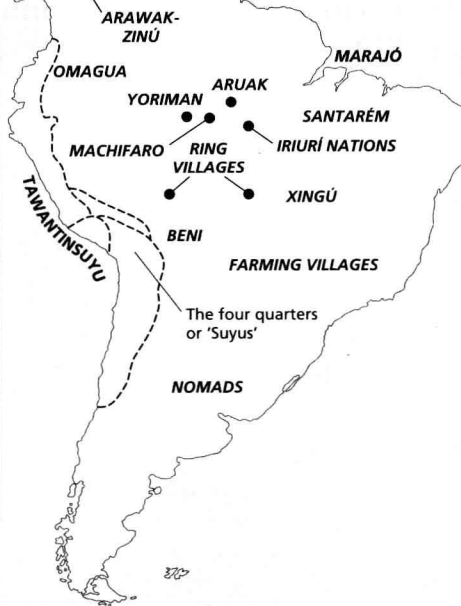 ARAWAK-
ZINÚ
MARAJÓ
OMAGUA
ARUAK
YORIMAN
SANTARÉM
IRIURÍ NATIONS
MACHIFARO
RING
VILLAGES
TAWANTINSUYU
XINGÚ
BENI
FARMING VILLAGES
The four quarters
or 'Suyus'
NOMADS